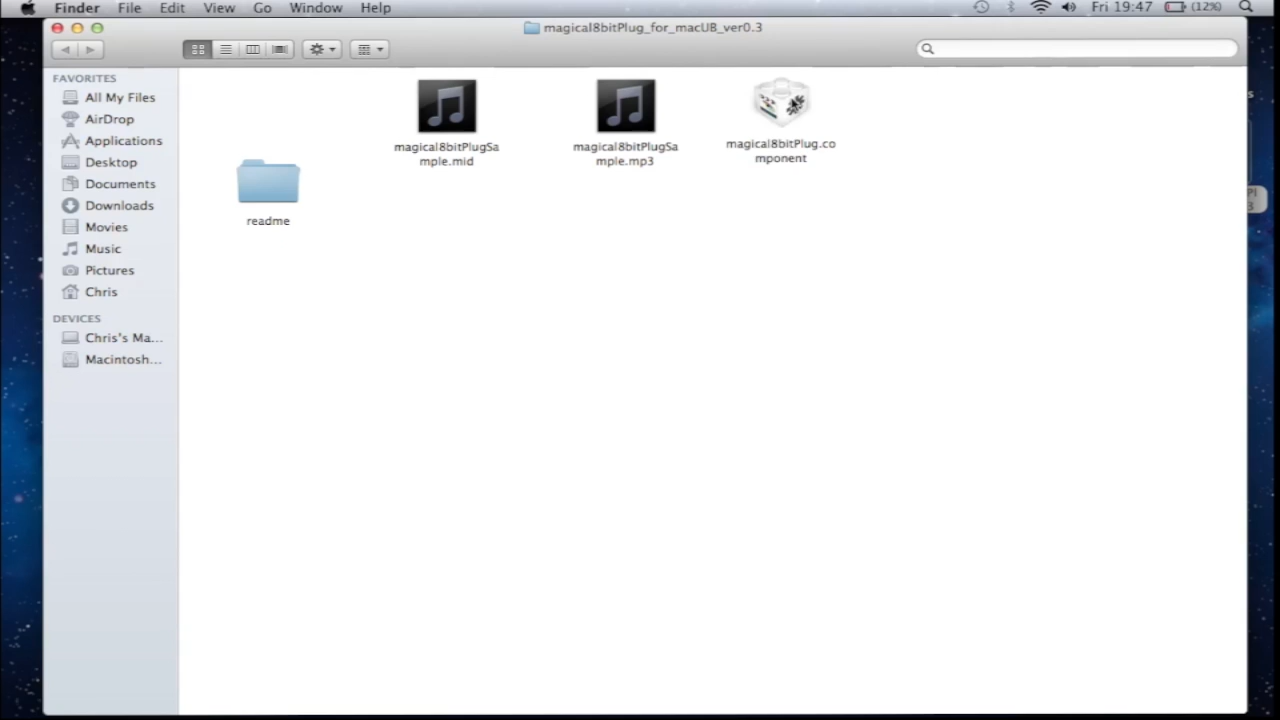 Finder File Edit View Go Window Help Fri 19:47 (12%)
magical8bitPlug_for_macUB_ver0.3
FAVORITES
All My Files
AirDrop
Applications
Desktop
Documents
Downloads
Movies
Music
Pictures
Chris
DEVICES
Chris's Ma...
Macintosh...
magical8bitPlugSa
mple.mid
magical8bitPlugSa
mple.mp3
magical8bitPlug.co
mponent
readme